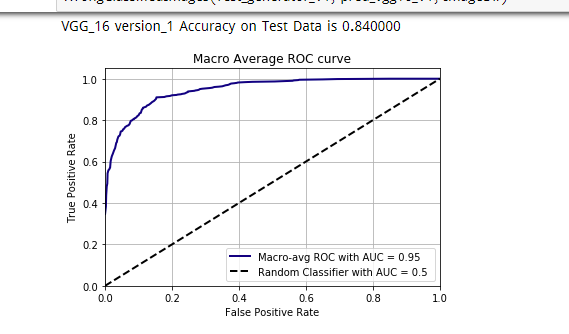 VGG_16 version_1 Accuracy on Test Data is 0.840000
Macro Average ROC curve
1.0
0.8
0.6
0.4
0.2
0.0
True Positive Rate
Macro-avg ROC with AUC = 0.95
Random Classifier with AUC = 0.5
0.0 0.2 0.4 0.6 0.8 1.0
False Positive Rate